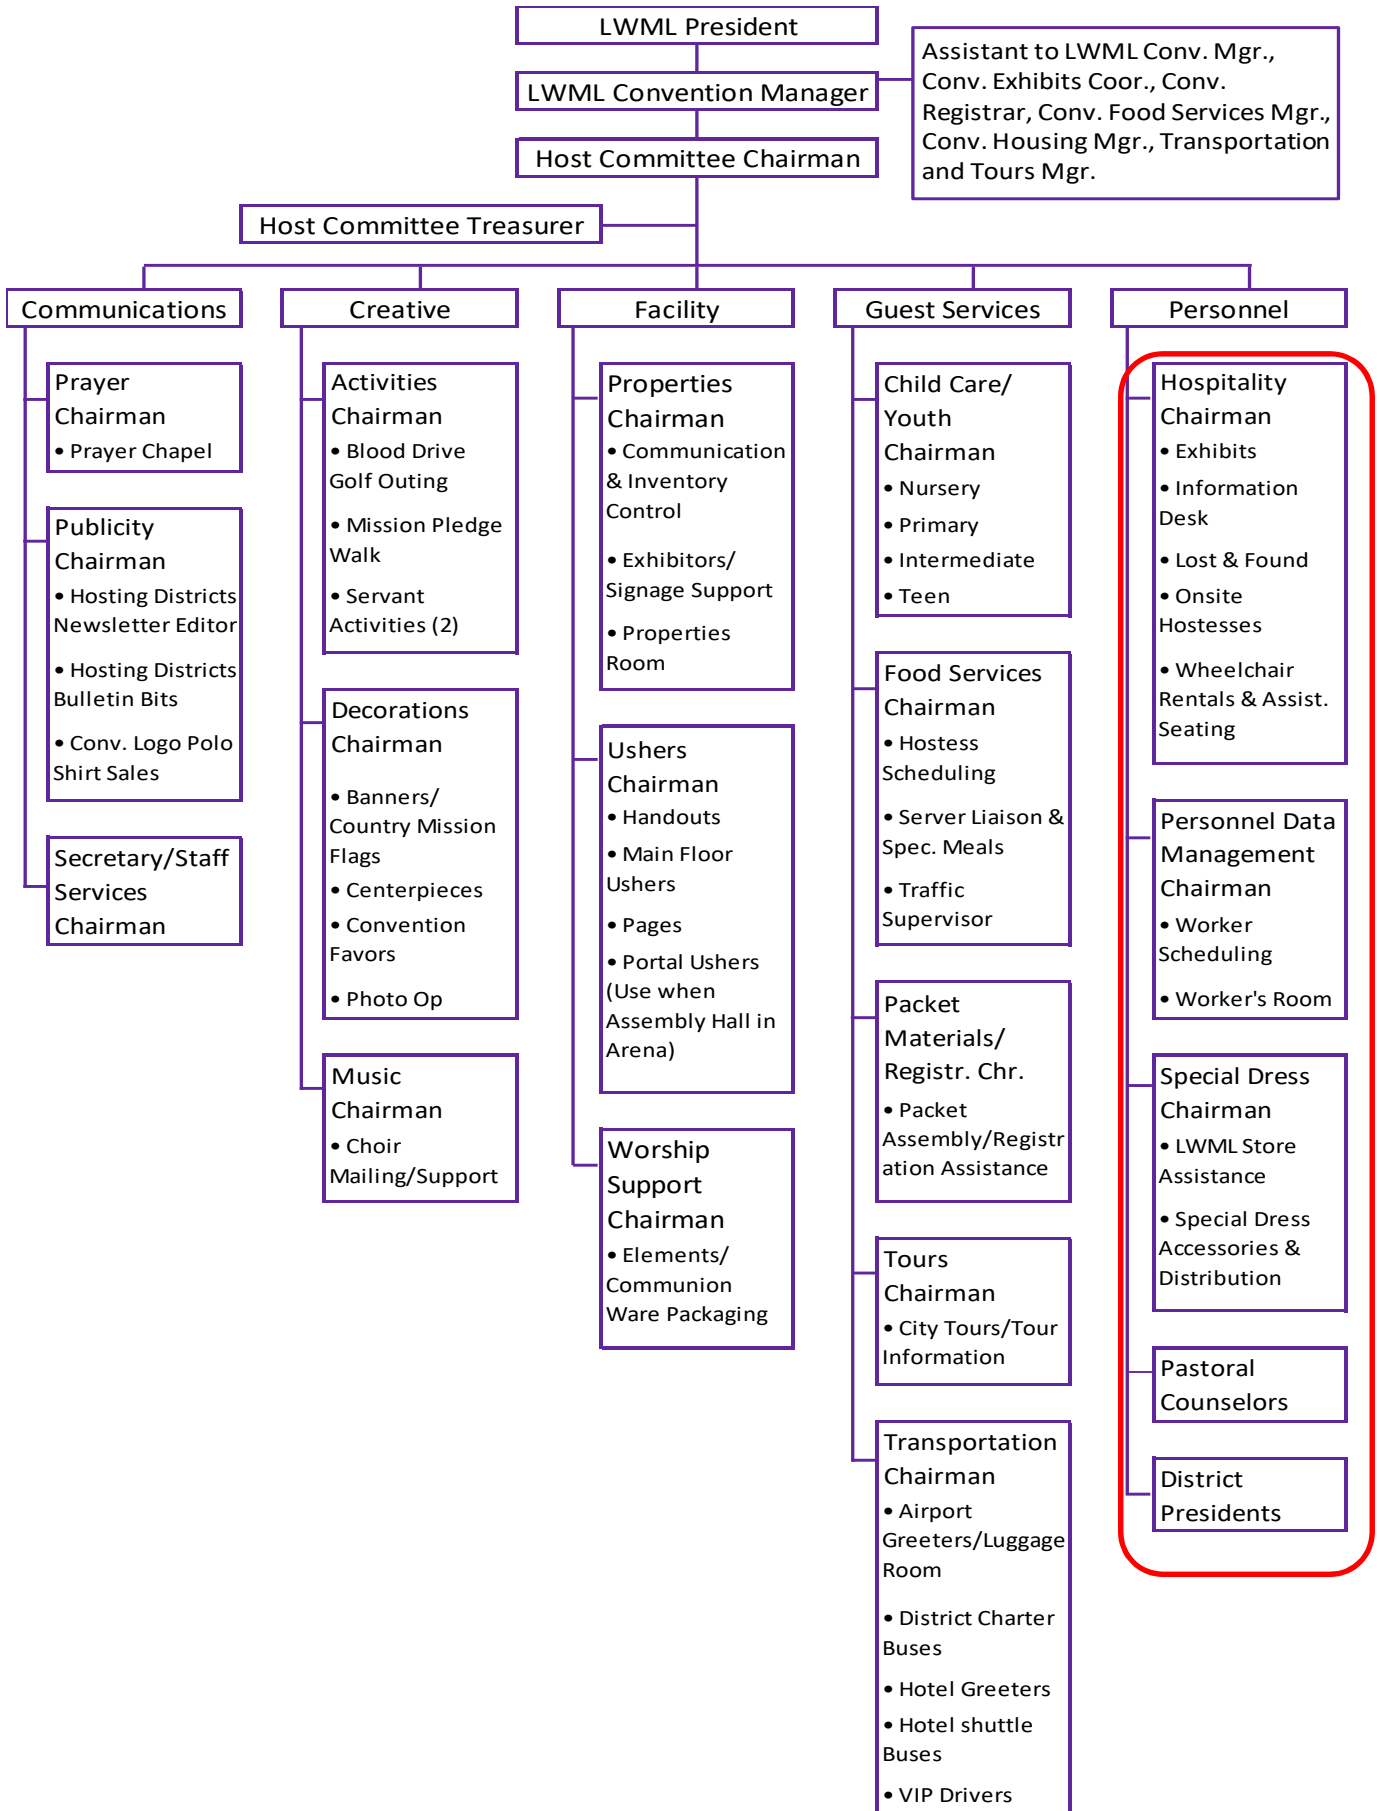 LWML President
LWML Convention Manager
Assistant to LWML Conv. Mgr.,
Conv. Exhibits Coor., Conv.
Registrar, Conv. Food Services Mgr.,
Conv. Housing Mgr., Transportation
and Tours Mgr.
Host Committee Chairman
Host Committee Treasurer
Communications
Prayer
Chairman
• Prayer Chapel
Publicity
Chairman
• Hosting Districts
Newsletter Editor
• Hosting Districts
Bulletin Bits
• Conv. Logo Polo
Shirt Sales
Secretary/Staff
Services
Chairman
Creative
Activities
Chairman
• Blood Drive
Golf Outing
• Mission Pledge
Walk
• Servant
Activities (2)
Decorations
Chairman
• Banners/
Country Mission
Flags
• Centerpieces
• Convention
Favors
• Photo Op
Music
Chairman
• Choir
Mailing/Support
Facility
Properties
Chairman
• Communication
& Inventory
Control
• Exhibitors/
Signage Support
• Properties
Room
Ushers
Chairman
• Handouts
• Main Floor
Ushers
• Pages
• Portal Ushers
(Use when
Assembly Hall in
Arena)
Worship
Support
Chairman
• Elements/
Communion
Ware Packaging
Guest Services
Child Care/
Youth
Chairman
• Nursery
• Primary
• Intermediate
• Teen
Food Services
Chairman
• Hostess
Scheduling
• Server Liaison &
Spec. Meals
• Traffic
Supervisor
Packet
Materials/
Registr. Chr.
• Packet
Assembly/Registr
ation Assistance
Tours
Chairman
• City Tours/Tour
Information
Transportation
Chairman
• Airport
Greeters/Luggage
Room
• District Charter
Buses
• Hotel Greeters
• Hotel shuttle
Buses
• VIP Drivers
Personnel
Hospitality
Chairman
• Exhibits
• Information
Desk
• Lost & Found
• Onsite
Hostesses
• Wheelchair
Rentals & Assist.
Seating
Personnel Data
Management
Chairman
• Worker
Scheduling
• Worker's Room
Special Dress
Chairman
• LWML Store
Assistance
• Special Dress
Accessories &
Distribution
Pastoral
Counselors
District
Presidents